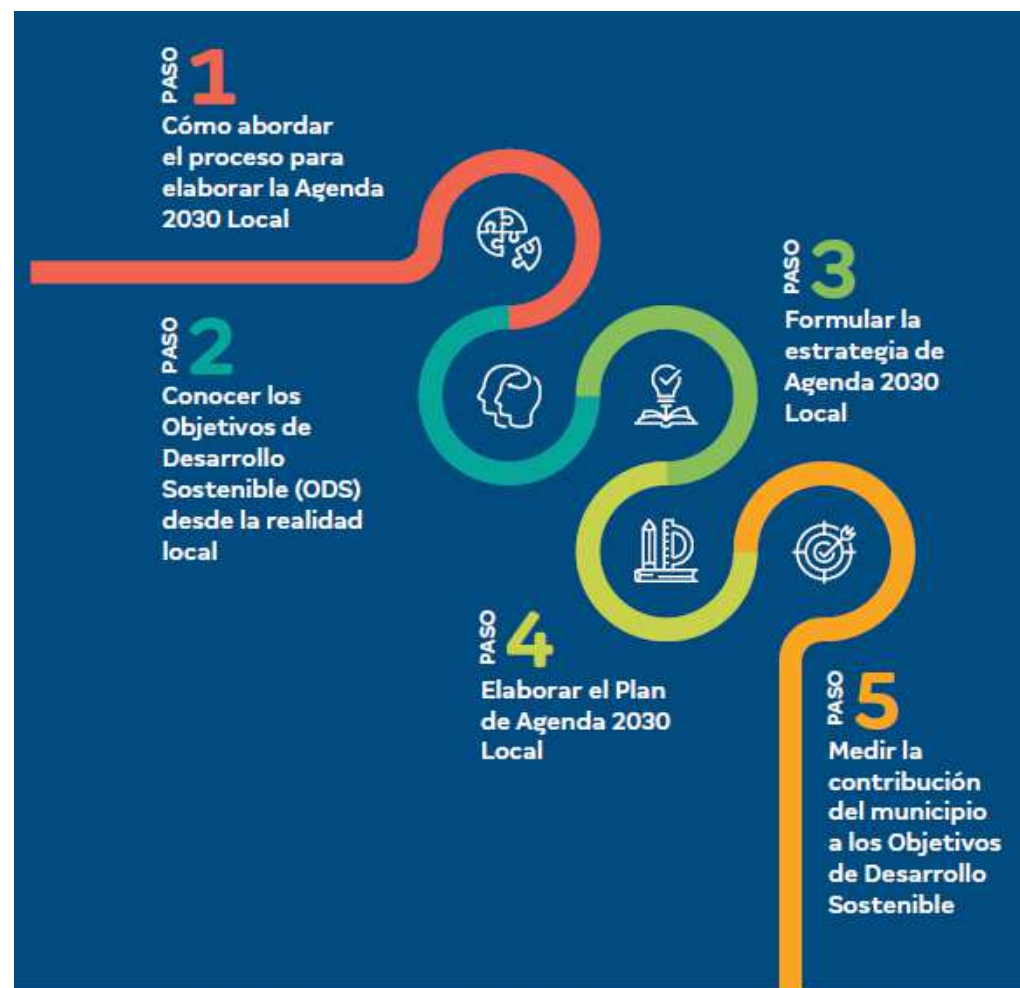 PASO 1
Cómo abordar
el proceso para
elaborar la Agenda
2030 Local
PASO 2
Conocer los
Objetivos de
Desarrollo
Sostenible (ODS)
desde la realidad
local
PASO 3
Formular la
estrategia de
Agenda 2030
Local
PASO 4
Elaborar el Plan
de Agenda 2030
Local
PASO 5
Medir la
contribución
del municipio
a los Objetivos
de Desarrollo
Sostenible